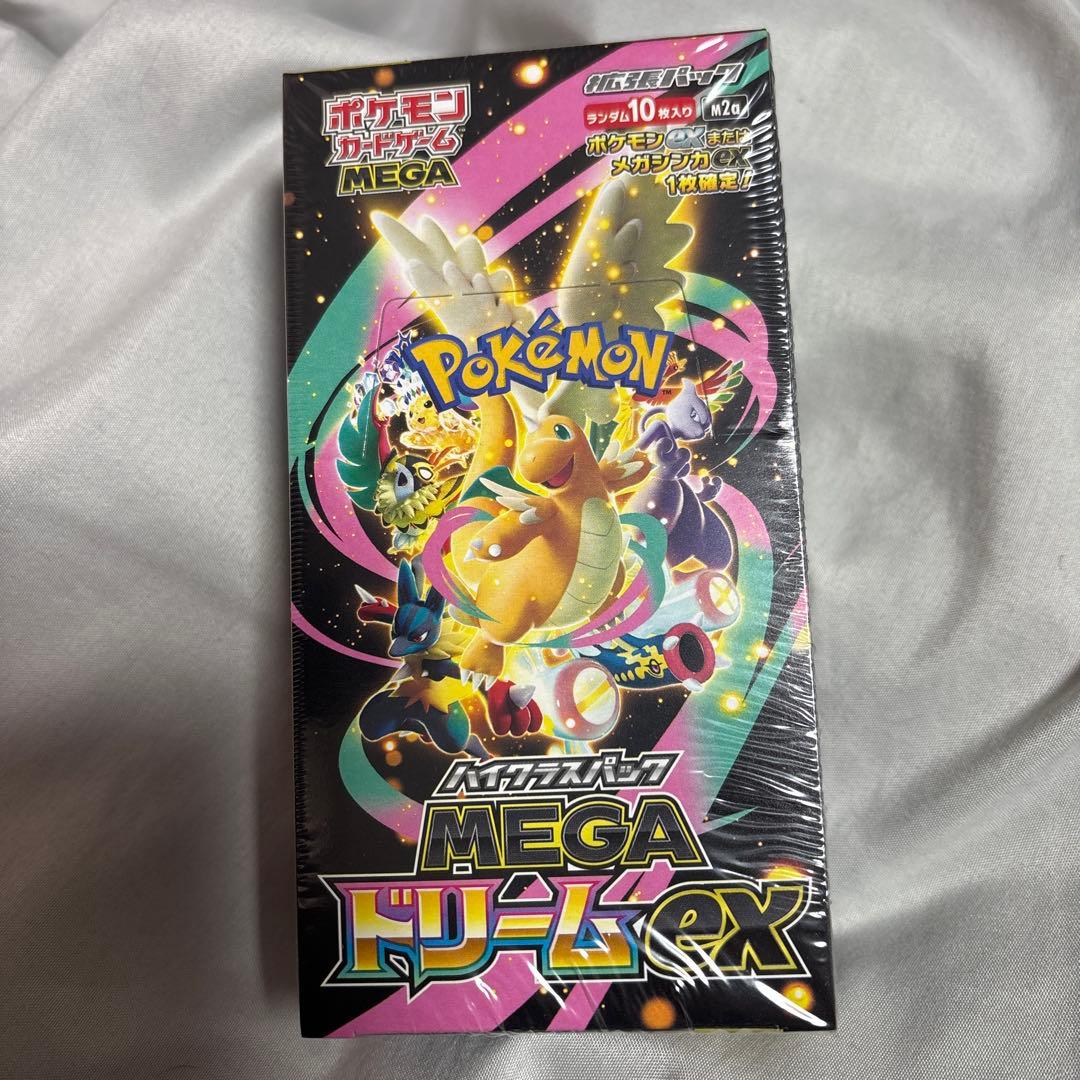 ポケモン
カードゲーム
MEGA
拡張パック
ランダム10枚入り M2a
ポケモンexまたは
メガシンカex
1枚確定!
POKéMON
TM
ハイクラスパック
MEGA
ドリームex